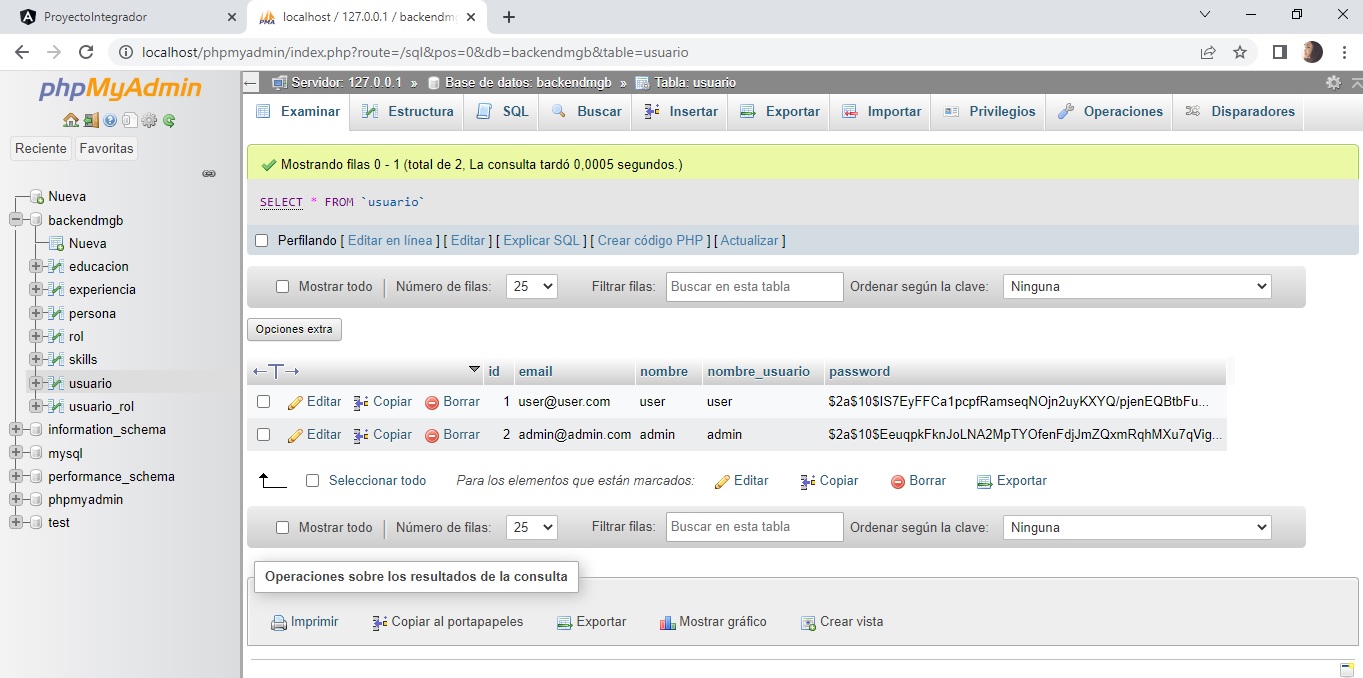 ProyectoIntegrador
localhost / 127.0.0.1 / backendm
localhost/phpmyadmin/index.php?route=/sql&pos=0&db=backendmgb&table=usuario
phpMyAdmin
Reciente Favoritas
Nueva
backendmgb
Nueva
educacion
experiencia
persona
rol
skills
usuario
usuario_rol
information_schema
mysql
performance_schema
phpmyadmin
test
Servidor: 127.0.0.1 » Base de datos: backendmgb » Tabla: usuario
Examinar Estructura SQL Buscar Insertar Exportar Importar Privilegios Operaciones Disparadores
Mostrando filas 0 - 1 (total de 2, La consulta tardó 0,0005 segundos.)
SELECT * FROM `usuario`
Perfilando [ Editar en línea ] [ Editar ] [ Explicar SQL ] [ Crear código PHP ] [ Actualizar ]
Mostrar todo Número de filas: 25 Filtrar filas: Buscar en esta tabla Ordenar según la clave: Ninguna
Opciones extra
id email nombre nombre_usuario password
Editar Copiar Borrar 1 user@user.com user user $2a$10$IS7EyFFCa1pcpfRamseqNOjn2uyKXYQ/pjenEQBtbFu...
Editar Copiar Borrar 2 admin@admin.com admin admin $2a$10$EeuqpkFknJoLNA2MpTYOfenFdjJmZQxmRqhMXu7qVig...
Seleccionar todo Para los elementos que están marcados: Editar Copiar Borrar Exportar
Mostrar todo Número de filas: 25 Filtrar filas: Buscar en esta tabla Ordenar según la clave: Ninguna
Operaciones sobre los resultados de la consulta
Imprimir Copiar al portapapeles Exportar Mostrar gráfico Crear vista